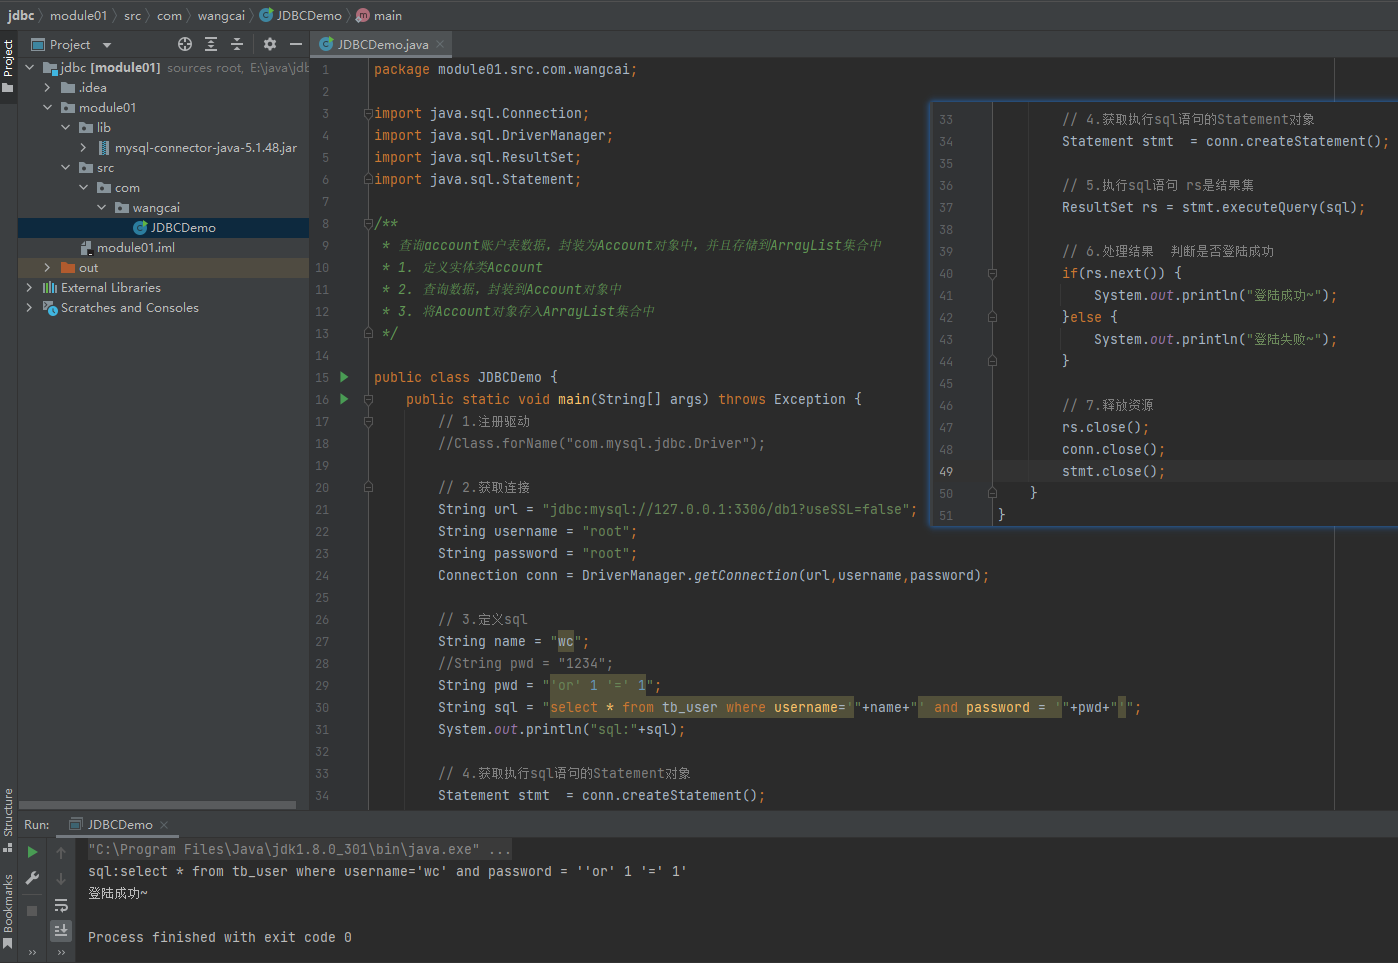 jdbc module01 src com wangcai JDBCDemo main
Project
Project
JDBCDemo.java
jdbc [module01] sources root, E:\java\jdb
.idea
module01
lib
mysql-connector-java-5.1.48.jar
src
com
wangcai
JDBCDemo
module01.iml
out
External Libraries
Scratches and Consoles
1 package module01.src.com.wangcai;
2
3 import java.sql.Connection;
4 import java.sql.DriverManager;
5 import java.sql.ResultSet;
6 import java.sql.Statement;
7
8 /**
9 * 查询account账户表数据，封装为Account对象中，并且存储到ArrayList集合中
10 * 1. 定义实体类Account
11 * 2. 查询数据，封装到Account对象中
12 * 3. 将Account对象存入ArrayList集合中
13 */
14
15 public class JDBCDemo {
16 public static void main(String[] args) throws Exception {
17 // 1.注册驱动
18 //Class.forName("com.mysql.jdbc.Driver");
19
20 // 2.获取连接
21 String url = "jdbc:mysql://127.0.0.1:3306/db1?useSSL=false";
22 String username = "root";
23 String password = "root";
24 Connection conn = DriverManager.getConnection(url,username,password);
25
26 // 3.定义sql
27 String name = "wc";
28 //String pwd = "1234";
29 String pwd = "'or' 1 '=' 1";
30 String sql = "select * from tb_user where username='"+name+"' and password = '"+pwd+"'";
31 System.out.println("sql:"+sql);
32
33 // 4.获取执行sql语句的Statement对象
34 Statement stmt  = conn.createStatement();
33 // 4.获取执行sql语句的Statement对象
34 Statement stmt  = conn.createStatement();
35
36 // 5.执行sql语句 rs是结果集
37 ResultSet rs = stmt.executeQuery(sql);
38
39 // 6.处理结果  判断是否登陆成功
40 if(rs.next()) {
41 System.out.println("登陆成功~");
42 }else {
43 System.out.println("登陆失败~");
44 }
45
46 // 7.释放资源
47 rs.close();
48 conn.close();
49 stmt.close();
50 }
51 }
Structure
Bookmarks
Run: JDBCDemo
"C:\Program Files\Java\jdk1.8.0_301\bin\java.exe" ...
sql:select * from tb_user where username='wc' and password = ''or' 1 '=' 1'
登陆成功~
Process finished with exit code 0